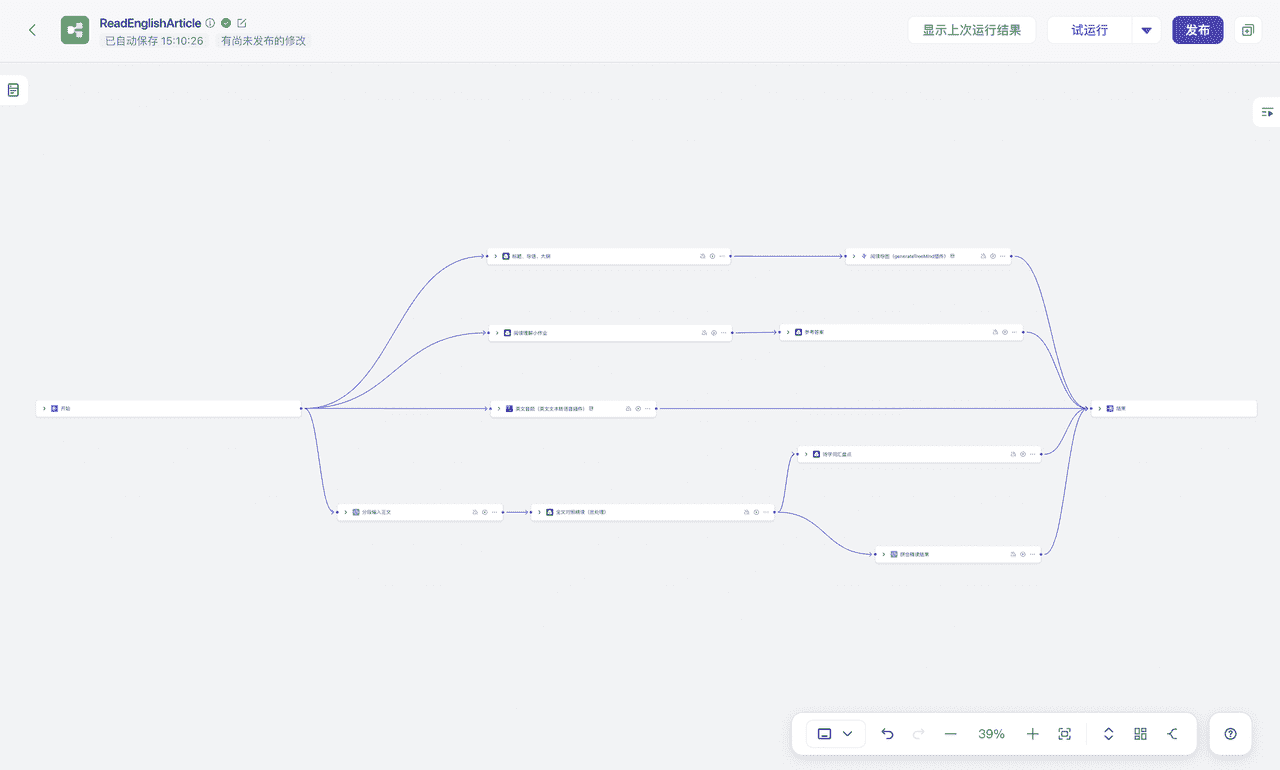 ReadEnglishArticle
已自动保存 15:10:26 有尚未发布的修改
显示上次运行结果 试运行 发布
标题、导语、大纲
阅读导图（generateTreeMind插件）
阅读理解小作业
参考答案
开始
英文音频（英文文本转语音插件）
结束
待学词汇盘点
分段输入正文
全文对照精读（批处理）
拼合精读结果
39%